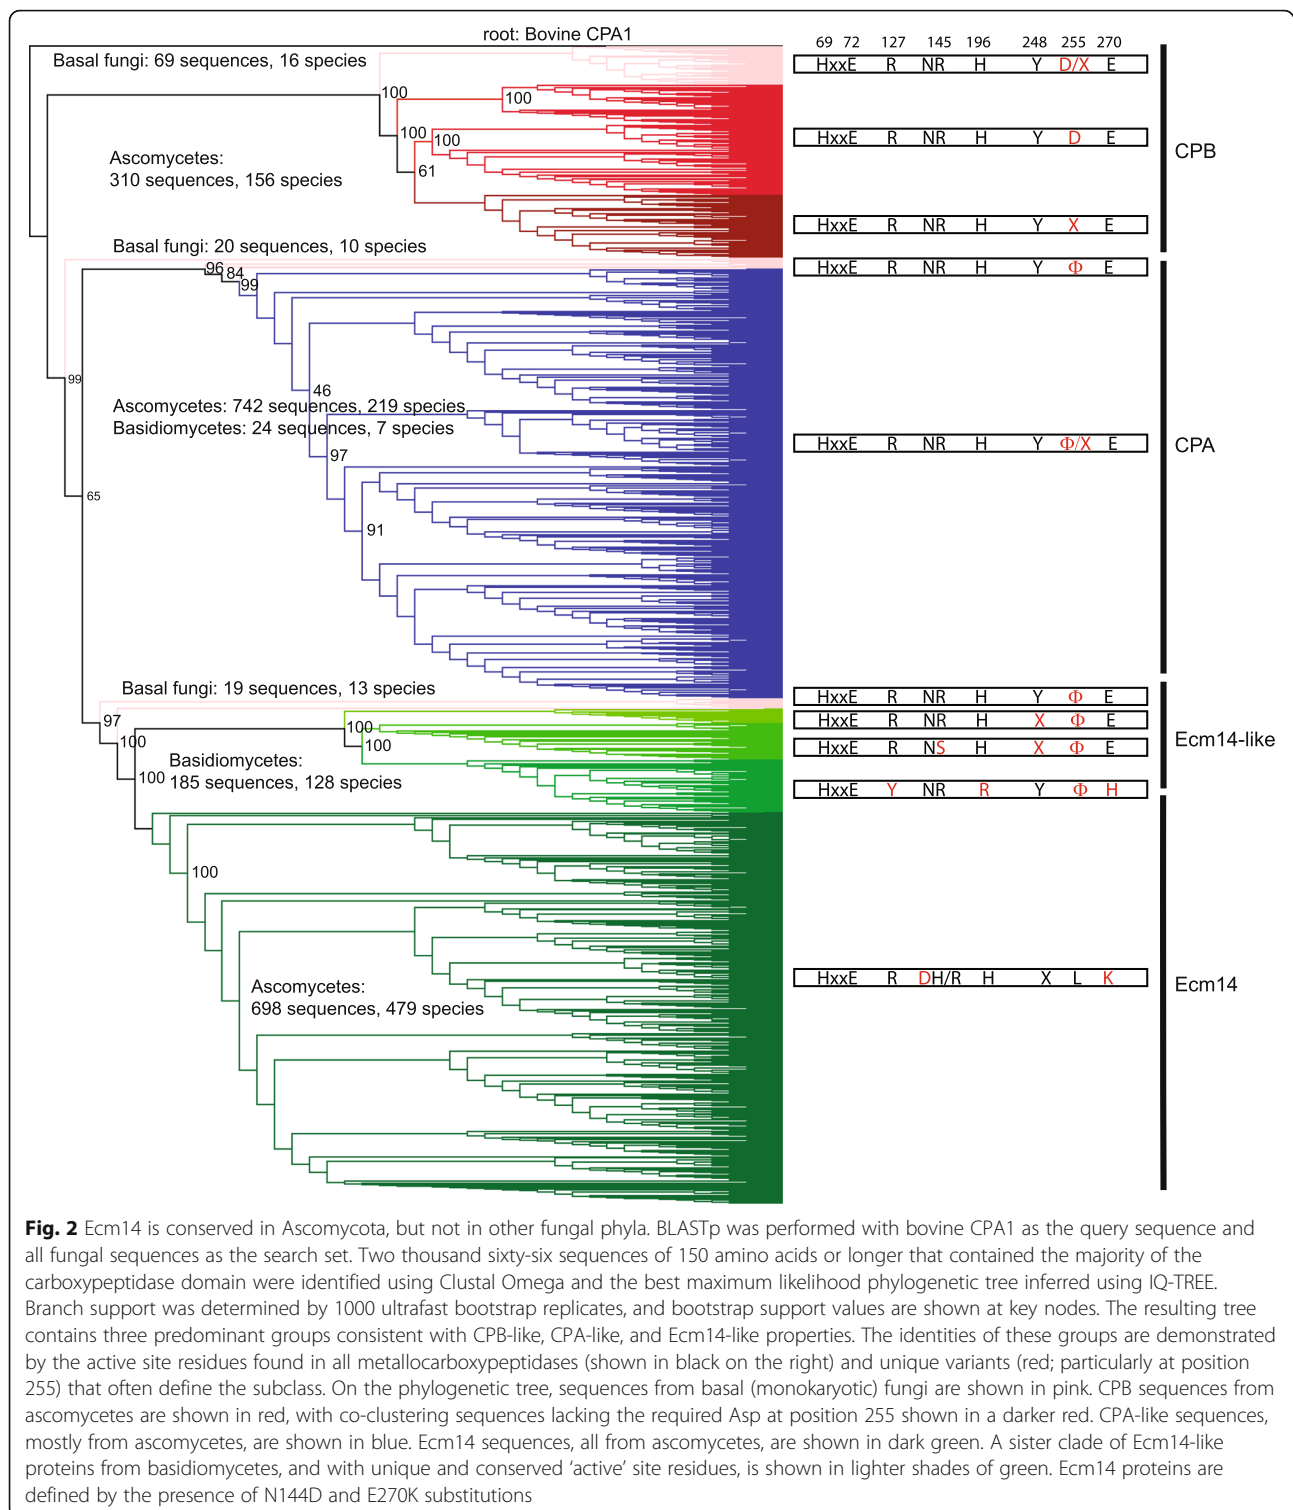 root: Bovine CPA1
69 72 127 145 196 248 255 270
Basal fungi: 69 sequences, 16 species
HxxE R NR H Y D/X E
100
100
100
100
HxxE R NR H Y D E
CPB
Ascomycetes:
310 sequences, 156 species
61
HxxE R NR H Y X E
Basal fungi: 20 sequences, 10 species
HxxE R NR H Y Φ E
96
84
99
99
46
Ascomycetes: 742 sequences, 219 species
Basidiomycetes: 24 sequences, 7 species
HxxE R NR H Y Φ/X E
CPA
97
65
91
Basal fungi: 19 sequences, 13 species
HxxE R NR H Y Φ E
97
100
HxxE R NR H X Φ E
100
100
HxxE R NS H X Φ E
Ecm14-like
Basidiomycetes:
185 sequences, 128 species
100
HxxE Y NR R Y Φ H
100
Ascomycetes:
698 sequences, 479 species
HxxE R DH/R H X L K
Ecm14
Fig. 2 Ecm14 is conserved in Ascomycota, but not in other fungal phyla. BLASTp was performed with bovine CPA1 as the query sequence and
all fungal sequences as the search set. Two thousand sixty-six sequences of 150 amino acids or longer that contained the majority of the
carboxypeptidase domain were identified using Clustal Omega and the best maximum likelihood phylogenetic tree inferred using IQ-TREE.
Branch support was determined by 1000 ultrafast bootstrap replicates, and bootstrap support values are shown at key nodes. The resulting tree
contains three predominant groups consistent with CPB-like, CPA-like, and Ecm14-like properties. The identities of these groups are demonstrated
by the active site residues found in all metallocarboxypeptidases (shown in black on the right) and unique variants (red; particularly at position
255) that often define the subclass. On the phylogenetic tree, sequences from basal (monokaryotic) fungi are shown in pink. CPB sequences from
ascomycetes are shown in red, with co-clustering sequences lacking the required Asp at position 255 shown in a darker red. CPA-like sequences,
mostly from ascomycetes, are shown in blue. Ecm14 sequences, all from ascomycetes, are shown in dark green. A sister clade of Ecm14-like
proteins from basidiomycetes, and with unique and conserved 'active' site residues, is shown in lighter shades of green. Ecm14 proteins are
defined by the presence of N144D and E270K substitutions